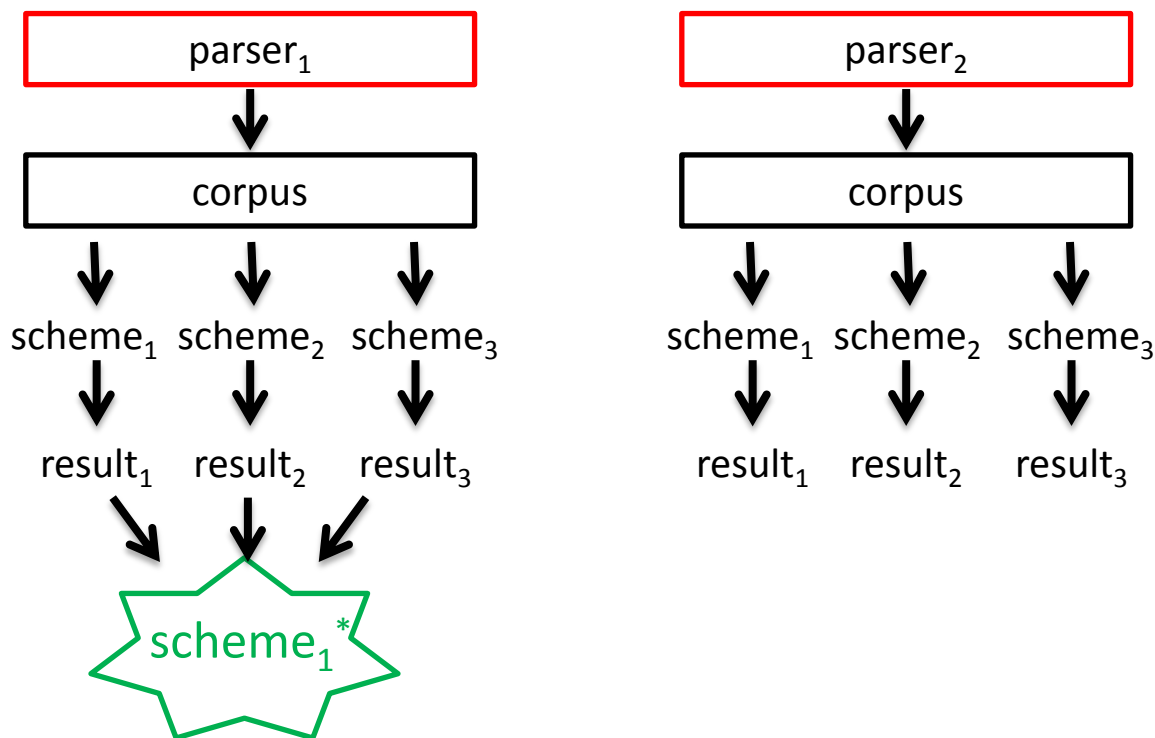 parser₁ parser₂
corpus corpus
scheme₁ scheme₂ scheme₃ scheme₁ scheme₂ scheme₃
result₁ result₂ result₃ result₁ result₂ result₃
scheme₁*